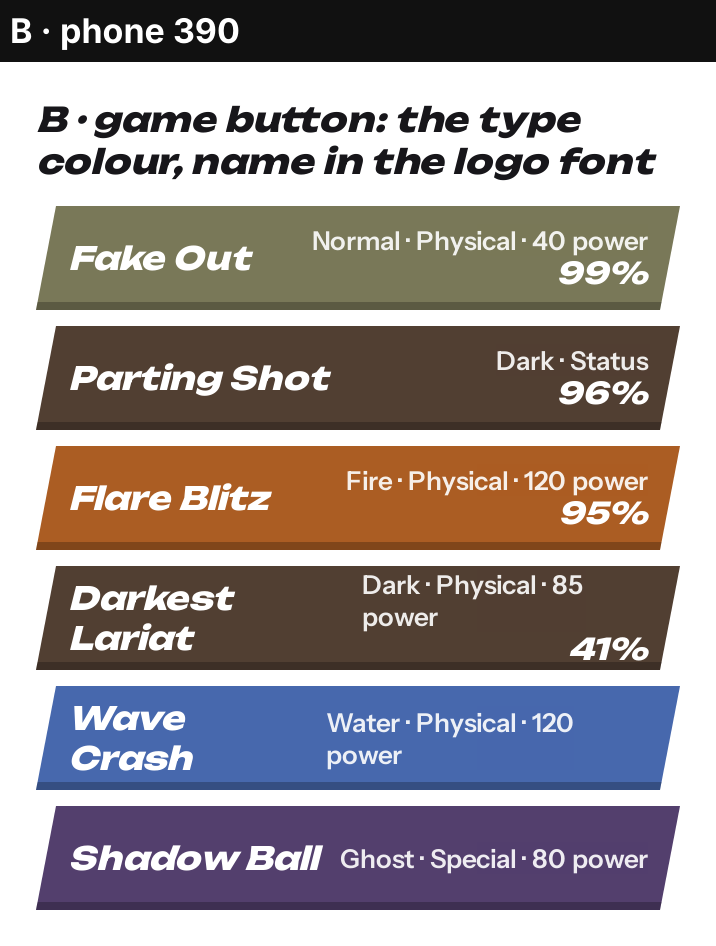 B · phone 390
B · game button: the type
colour, name in the logo font
Fake Out
Normal · Physical · 40 power
99%
Parting Shot
Dark · Status
96%
Flare Blitz
Fire · Physical · 120 power
95%
Darkest
Lariat
Dark · Physical · 85
power
41%
Wave
Crash
Water · Physical · 120
power
Shadow Ball
Ghost · Special · 80 power